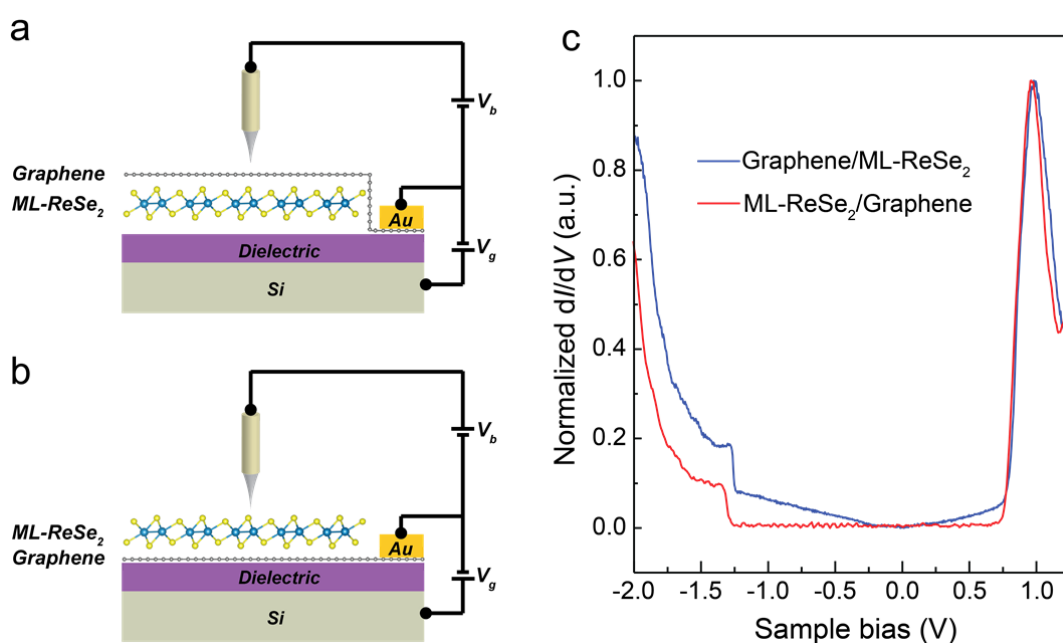 a
V_b
Graphene
ML-ReSe₂
Au
V_g
Dielectric
Si
b
V_b
ML-ReSe₂
Graphene
Au
V_g
Dielectric
Si
c
Normalized dI/dV (a.u.)
1.0
0.8
0.6
0.4
0.2
0.0
Graphene/ML-ReSe₂
ML-ReSe₂/Graphene
-2.0 -1.5 -1.0 -0.5 0.0 0.5 1.0
Sample bias (V)